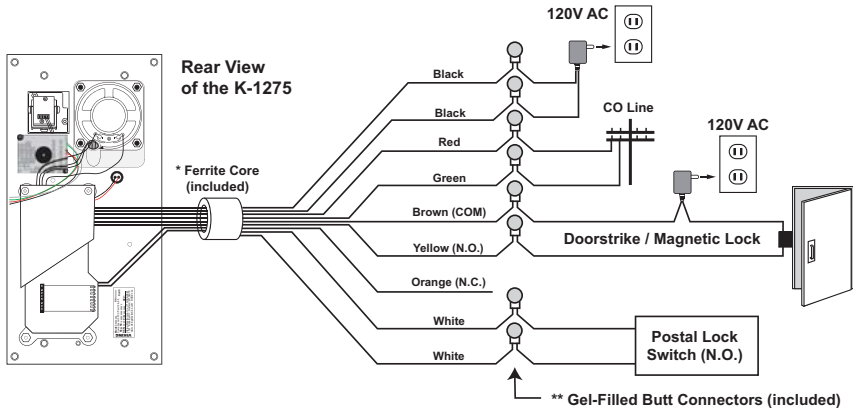 120V AC
Rear View
of the K-1275
Black
Black
CO Line
120V AC
Red
* Ferrite Core
(included)
Green
Brown (COM)
Yellow (N.O.)
Doorstrike / Magnetic Lock
Orange (N.C.)
White
White
Postal Lock
Switch (N.O.)
** Gel-Filled Butt Connectors (included)